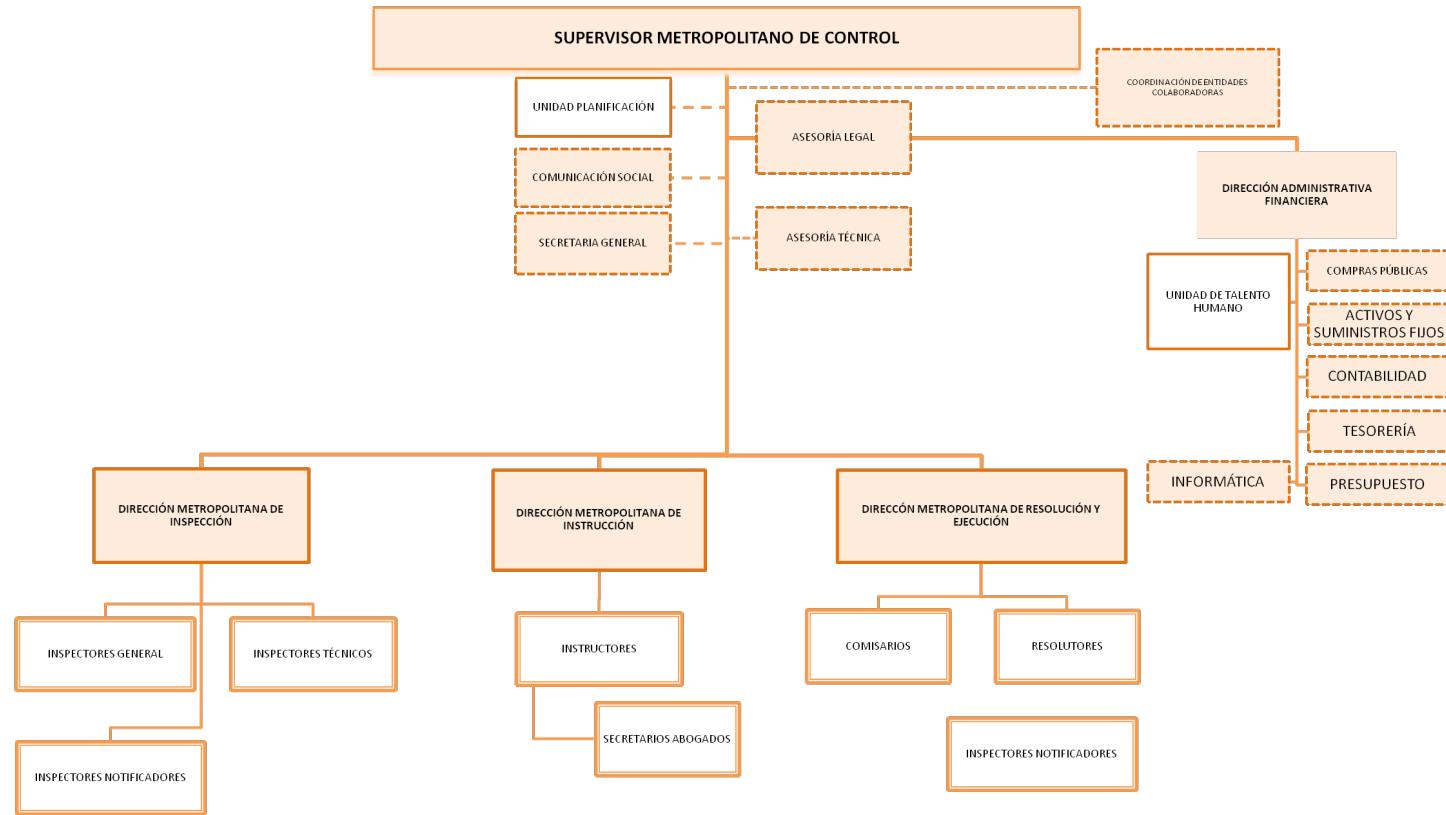 SUPERVISOR METROPOLITANO DE CONTROL
COORDINACIÓN DE ENTIDADES
COLABORADORAS
UNIDAD PLANIFICACIÓN
ASESORÍA LEGAL
COMUNICACIÓN SOCIAL
DIRECCIÓN ADMINISTRATIVA
FINANCIERA
SECRETARIA GENERAL
ASESORÍA TÉCNICA
COMPRAS PÚBLICAS
UNIDAD DE TALENTO
HUMANO
ACTIVOS Y
SUMINISTROS FIJOS
CONTABILIDAD
TESORERÍA
INFORMÁTICA
PRESUPUESTO
DIRECCIÓN METROPOLITANA DE
INSPECCIÓN
DIRECCIÓN METROPOLITANA DE
INSTRUCCIÓN
DIRECCÓN METROPOLITANA DE RESOLUCIÓN Y
EJECUCIÓN
INSPECTORES GENERAL
INSPECTORES TÉCNICOS
INSTRUCTORES
COMISARIOS
RESOLUTORES
SECRETARIOS ABOGADOS
INSPECTORES NOTIFICADORES
INSPECTORES NOTIFICADORES